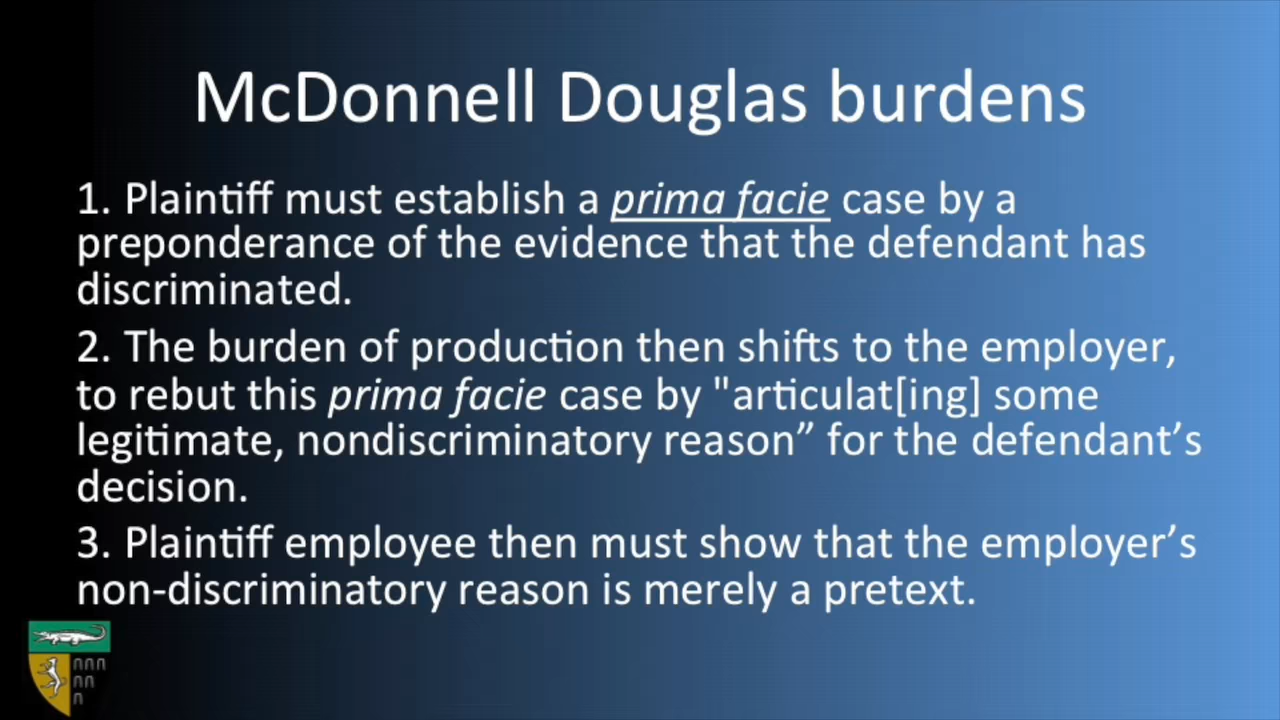 McDonnell Douglas burdens
1. Plaintiff must establish a prima facie case by a
preponderance of the evidence that the defendant has
discriminated.
2. The burden of production then shifts to the employer,
to rebut this prima facie case by "articulat[ing] some
legitimate, nondiscriminatory reason” for the defendant’s
decision.
3. Plaintiff employee then must show that the employer’s
non-discriminatory reason is merely a pretext.